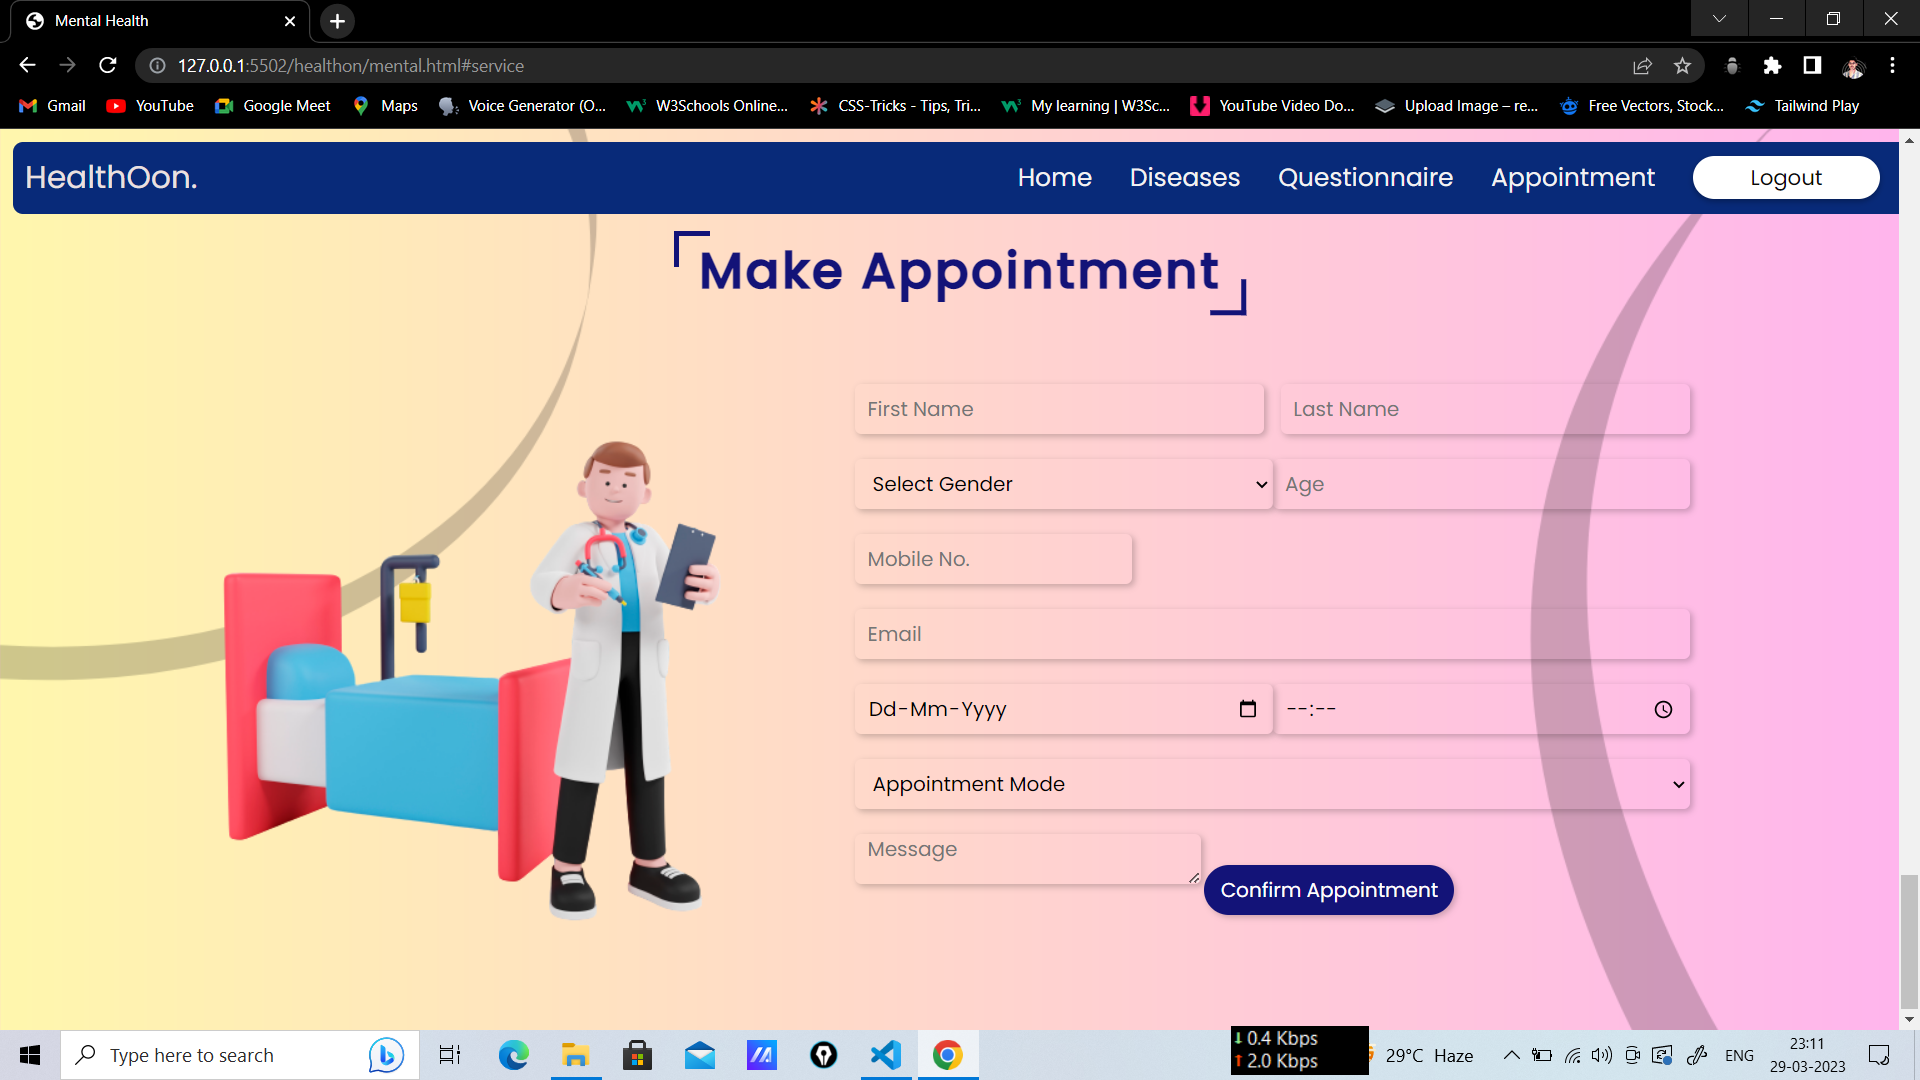 Mental Health
127.0.0.1:5502/healthon/mental.html#service
Gmail YouTube Google Meet Maps Voice Generator (O... W3Schools Online... CSS-Tricks - Tips, Tri... My learning | W3Sc... YouTube Video Do... Upload Image – re... Free Vectors, Stock... Tailwind Play
HealthOon. Home Diseases Questionnaire Appointment Logout
Make Appointment
First Name Last Name
Select Gender Age
Mobile No.
Email
Dd-Mm-Yyyy --:--
Appointment Mode
Message
Confirm Appointment
Type here to search
0.4 Kbps
2.0 Kbps
29°C Haze
ENG
23:11
29-03-2023